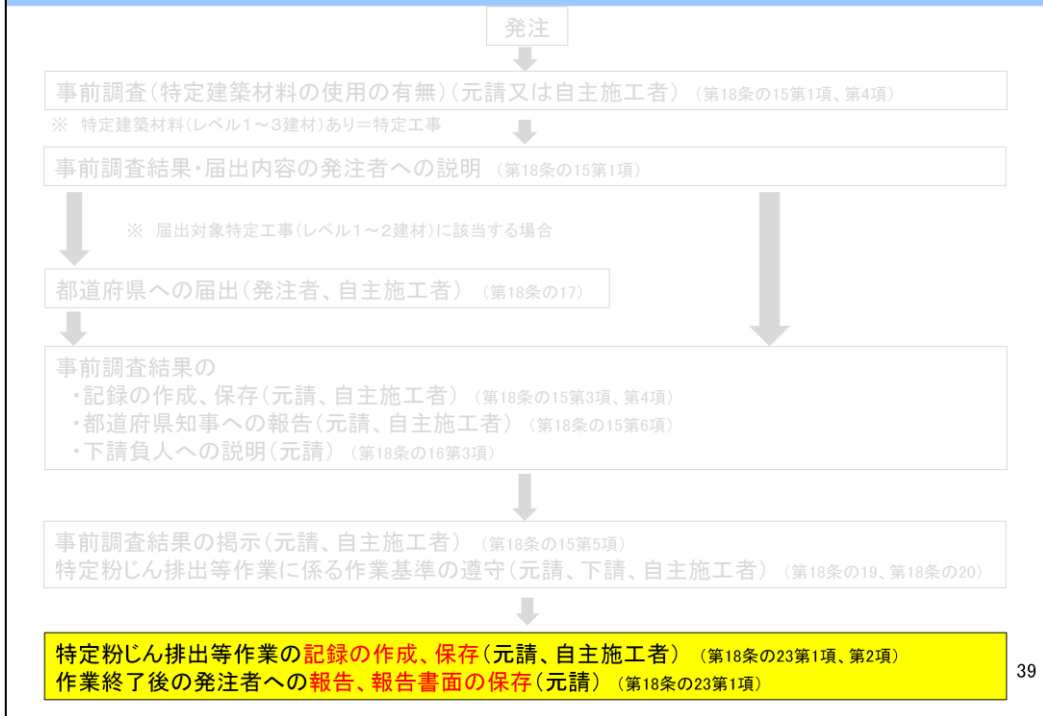 発注
事前調査(特定建築材料の使用の有無)(元請又は自主施工者) (第18条の15第1項、第4項)
※ 特定建築材料(レベル1~3建材)あり=特定工事
事前調査結果・届出内容の発注者への説明 (第18条の15第1項)
※ 届出対象特定工事(レベル1~2建材)に該当する場合
都道府県への届出(発注者、自主施工者) (第18条の17)
事前調査結果の
・記録の作成、保存(元請、自主施工者) (第18条の15第3項、第4項)
・都道府県知事への報告(元請、自主施工者) (第18条の15第6項)
・下請負人への説明(元請) (第18条の16第3項)
事前調査結果の掲示(元請、自主施工者) (第18条の15第5項)
特定粉じん排出等作業に係る作業基準の遵守(元請、下請、自主施工者) (第18条の19、第18条の20)
特定粉じん排出等作業の記録の作成、保存(元請、自主施工者) (第18条の23第1項、第2項)
作業終了後の発注者への報告、報告書面の保存(元請) (第18条の23第1項)
39